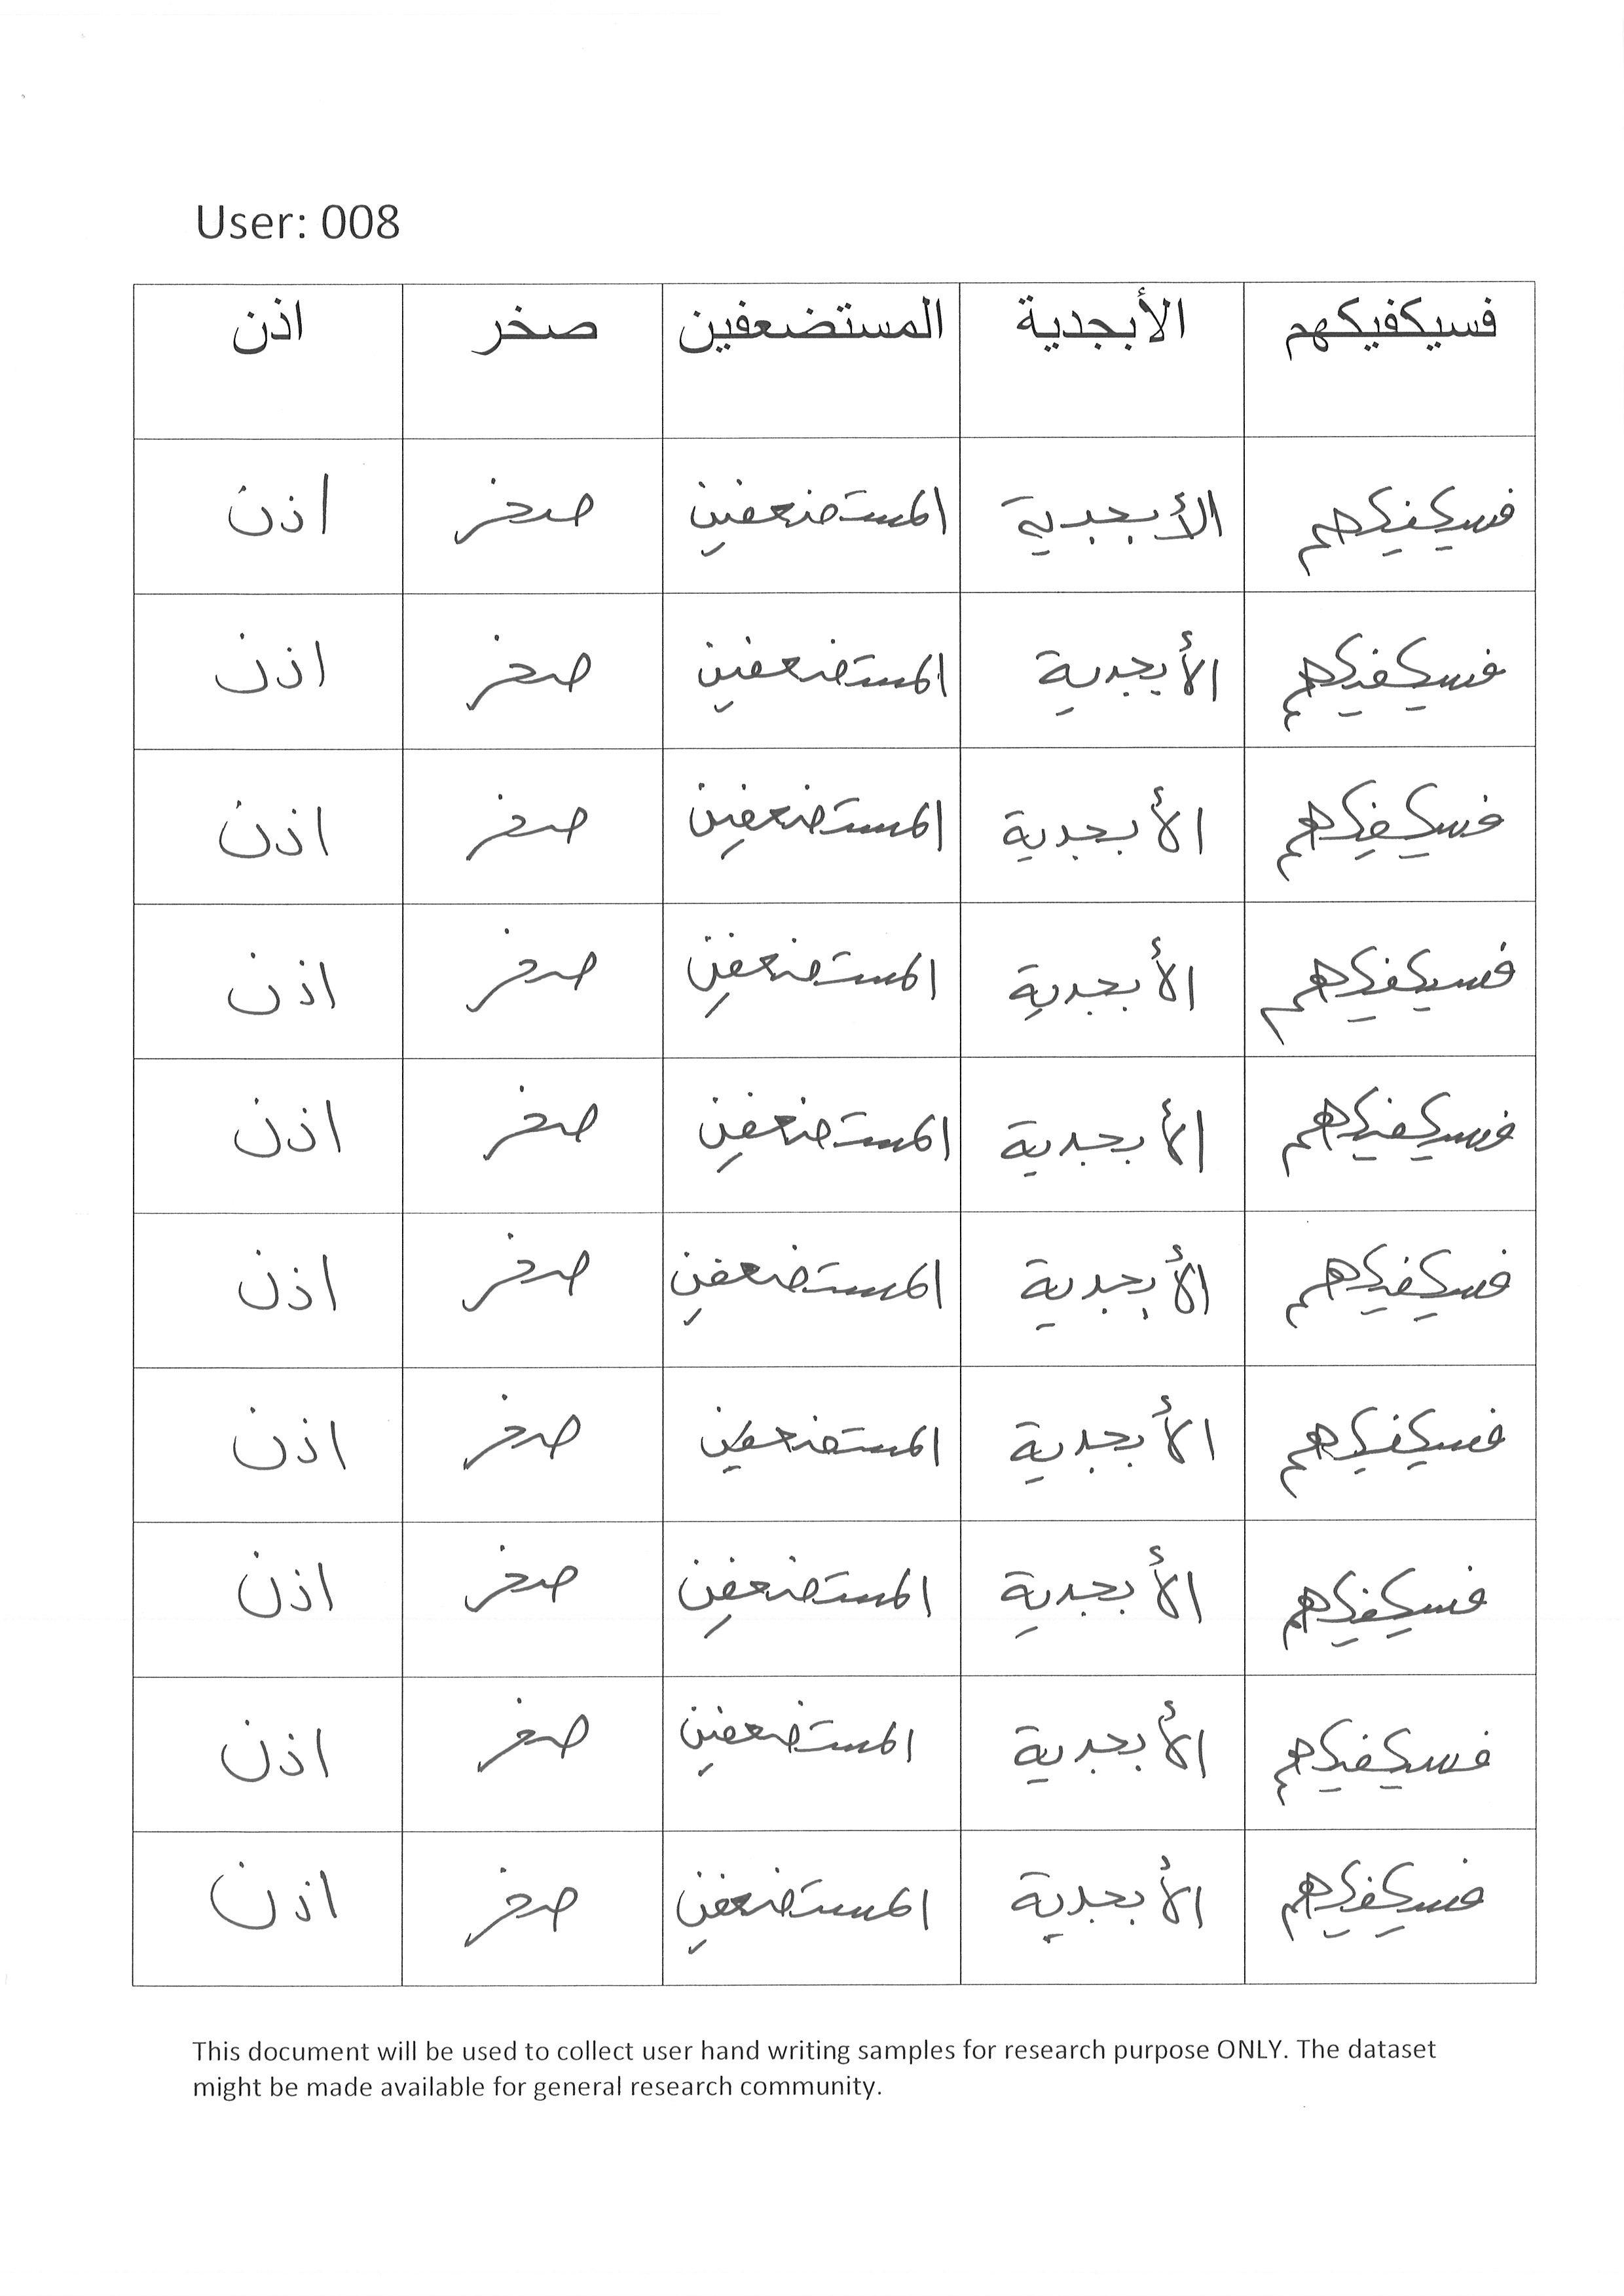 User: 008
فسيكفيكهم الأبجدية المستضعفين صخر اذن
فسيكفيكهم الأبجدية المستضعفين صخر اذن
فسيكفيكهم الأبجدية المستضعفين صخر اذن
فسيكفيكهم الأبجدية المستضعفين صخر اذن
فسيكفيكهم الأبجدية المستضعفين صخر اذن
فسيكفيكهم الأبجدية المستضعفين صخر اذن
فسيكفيكهم الأبجدية المستضعفين صخر اذن
فسيكفيكهم الأبجدية المستضعفين صخر اذن
فسيكفيكهم الأبجدية المستضعفين صخر اذن
فسيكفيكهم الأبجدية المستضعفين صخر اذن
فسيكفيكهم الأبجدية المستضعفين صخر اذن
This document will be used to collect user hand writing samples for research purpose ONLY. The dataset
might be made available for general research community.